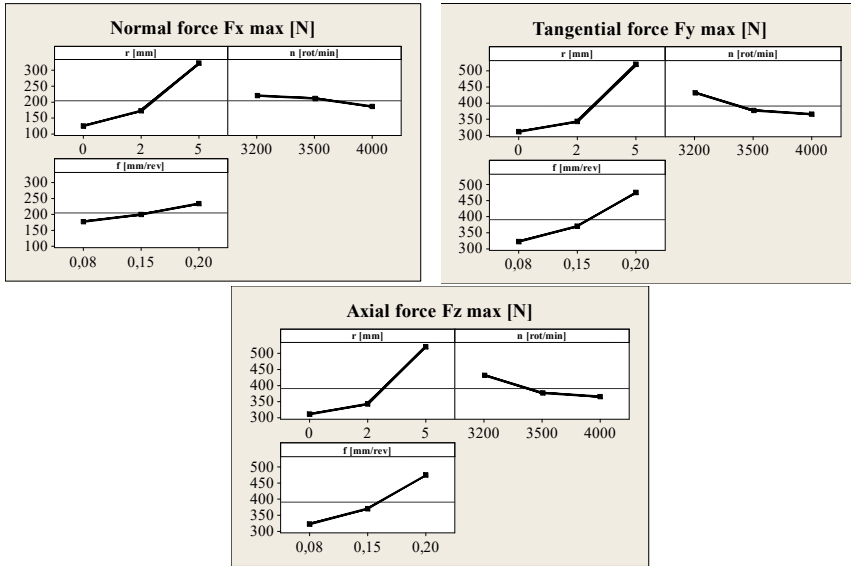 Normal force Fx max [N]
r [mm] n [rot/min]
300
250
200
150
100
0 2 5 3200 3500 4000
f [mm/rev]
300
250
200
150
100
0,08 0,15 0,20
Tangential force Fy max [N]
r [mm] n [rot/min]
500
450
400
350
300
0 2 5 3200 3500 4000
f [mm/rev]
500
450
400
350
300
0,08 0,15 0,20
Axial force Fz max [N]
r [mm] n [rot/min]
500
450
400
350
300
0 2 5 3200 3500 4000
f [mm/rev]
500
450
400
350
300
0,08 0,15 0,20